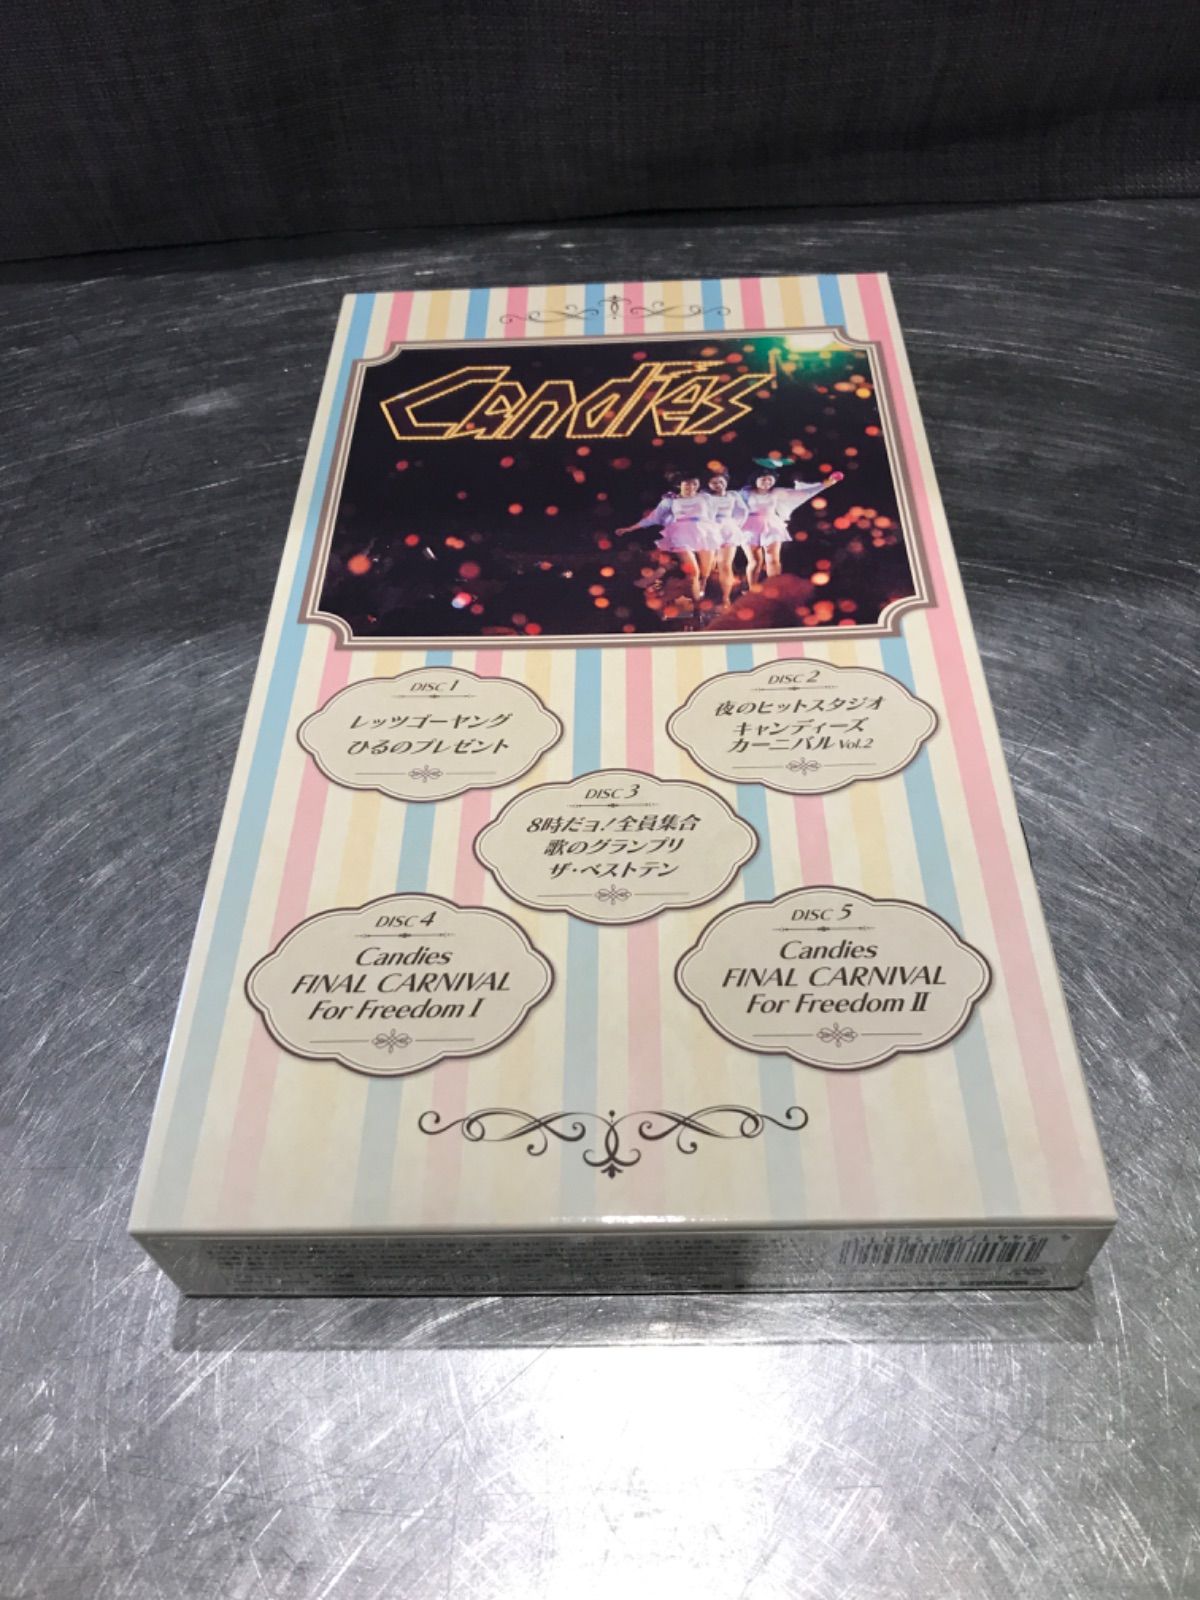 Candies
DISC 1
レッツゴーヤング
ひるのプレゼント
DISC 2
夜のヒットスタジオ
キャンディーズ
カーニバル Vol.2
DISC 3
8時だョ!全員集合
歌のグランプリ
ザ・ベストテン
DISC 4
Candies
FINAL CARNIVAL
For Freedom I
DISC 5
Candies
FINAL CARNIVAL
For Freedom II